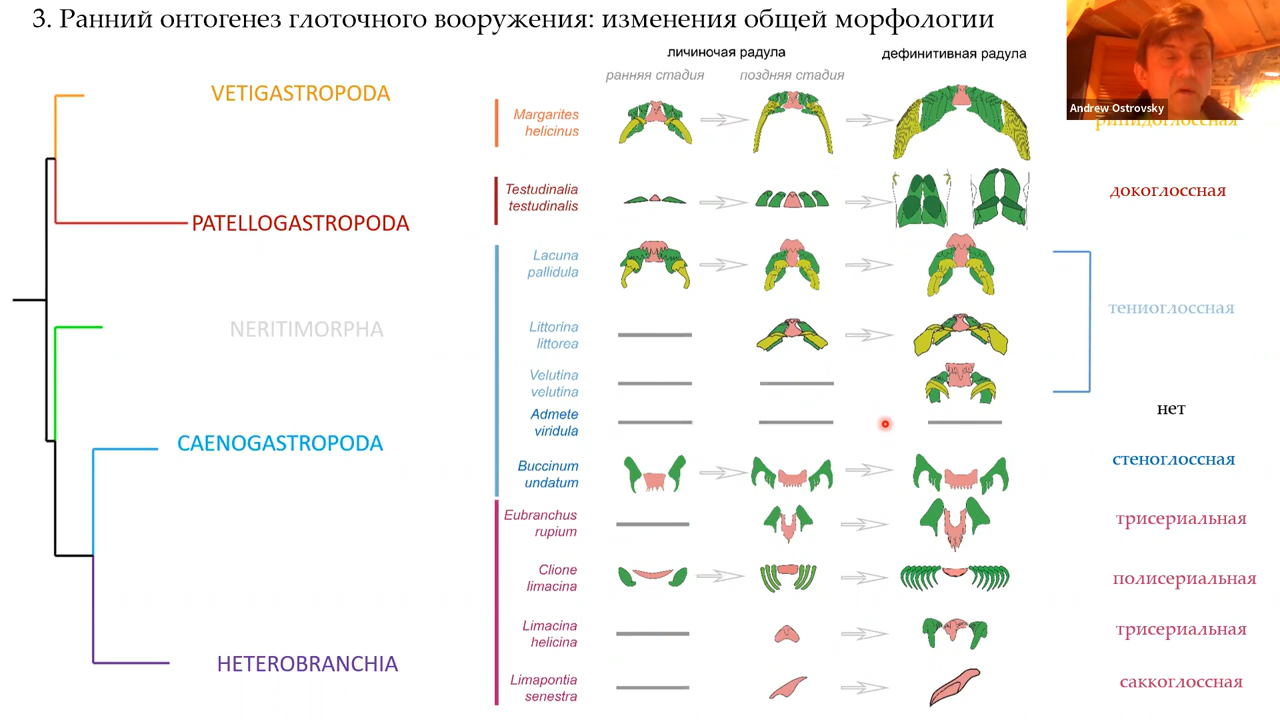 3. Ранний онтогенез глоточного вооружения: изменения общей морфологии
личиночая радула
дефинитивная радула
ранняя стадия
поздняя стадия
Andrew Ostrovsky
VETIGASTROPODA
Margarites
helicinus
рипидоглоссная
Testudinalia
testudinalis
докоглоссная
PATELLOGASTROPODA
Lacuna
pallidula
NERITIMORPHA
Littorina
littorea
тениоглоссная
Velutina
velutina
Admete
viridula
нет
CAENOGASTROPODA
Buccinum
undatum
стеноглоссная
Eubranchus
rupium
трисериальная
Clione
limacina
полисериальная
Limacina
helicina
трисериальная
HETEROBRANCHIA
Limapontia
senestra
саккоглоссная